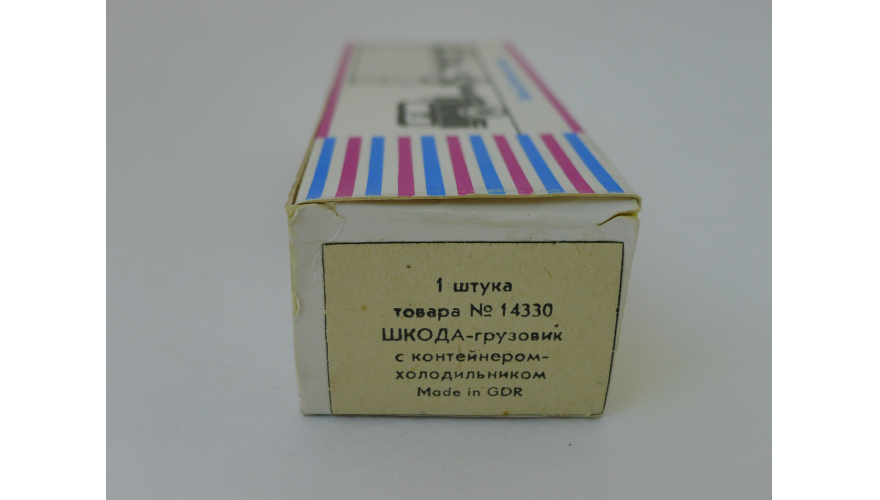 1 штука
товара № 14330
ШКОДА-грузовик
с контейнером-
холодильником
Made in GDR